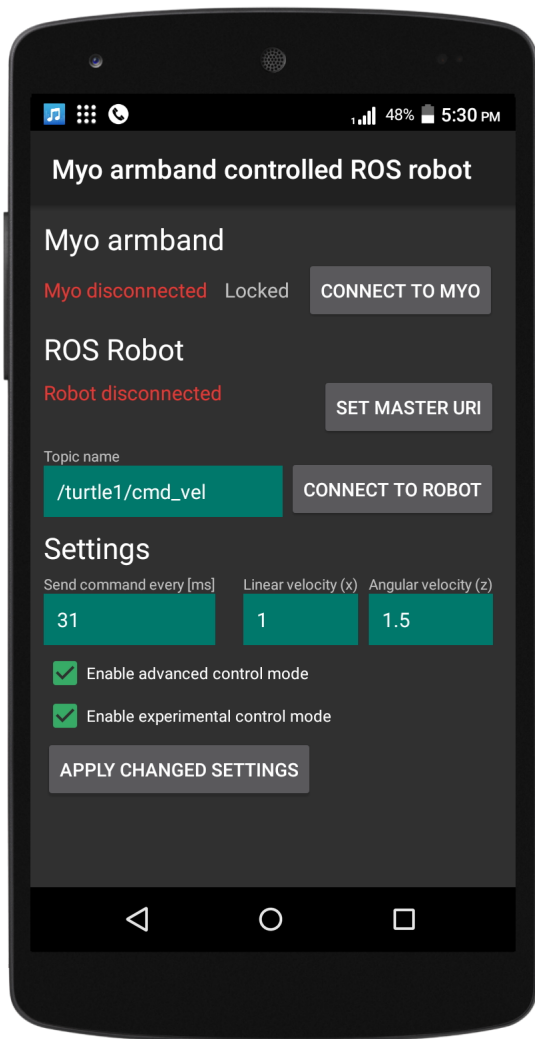 1 48% 5:30 PM
Myo armband controlled ROS robot
Myo armband
Myo disconnected Locked CONNECT TO MYO
ROS Robot
Robot disconnected
SET MASTER URI
Topic name
/turtle1/cmd_vel CONNECT TO ROBOT
Settings
Send command every [ms] Linear velocity (x) Angular velocity (z)
31 1 1.5
Enable advanced control mode
Enable experimental control mode
APPLY CHANGED SETTINGS